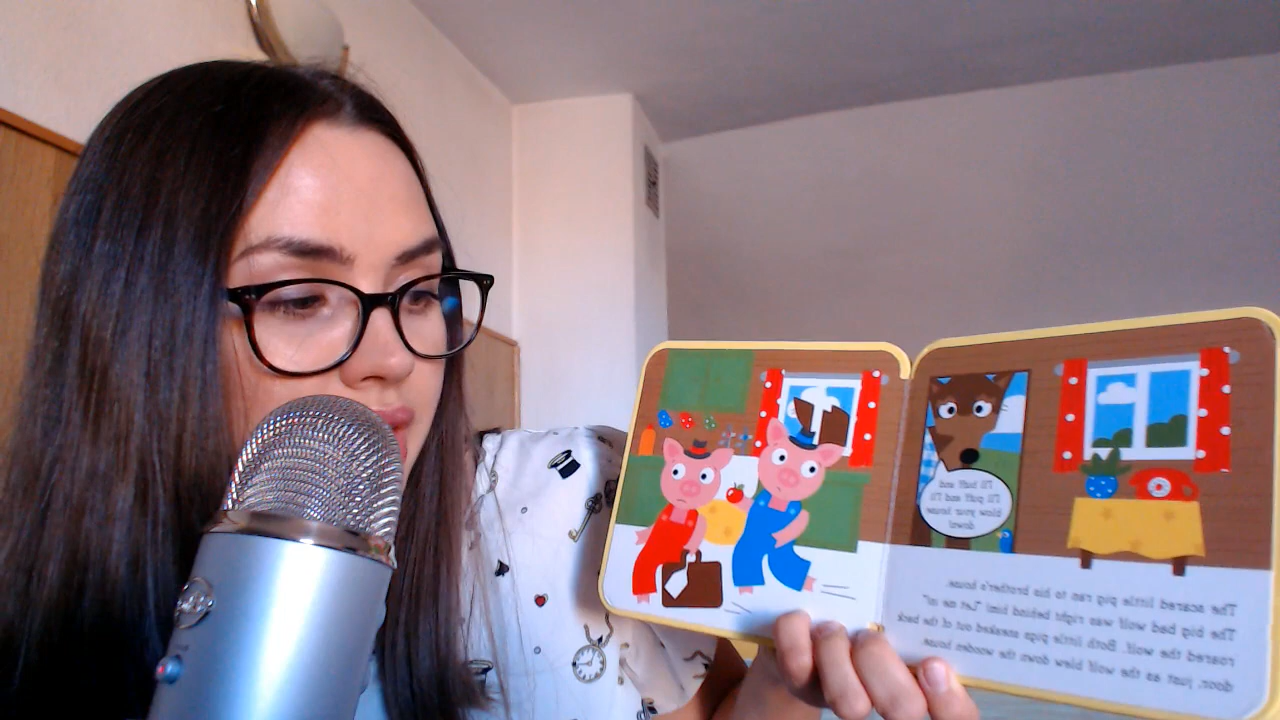 I'll huff and
I'll puff and I'll
blow your house
down!
The scared little pig ran to his brother's house.
The big bad wolf was right behind him! "Let me in!"
roared the wolf. Both little pigs sneaked out of the back
door, just as the wolf blew down the wooden house.